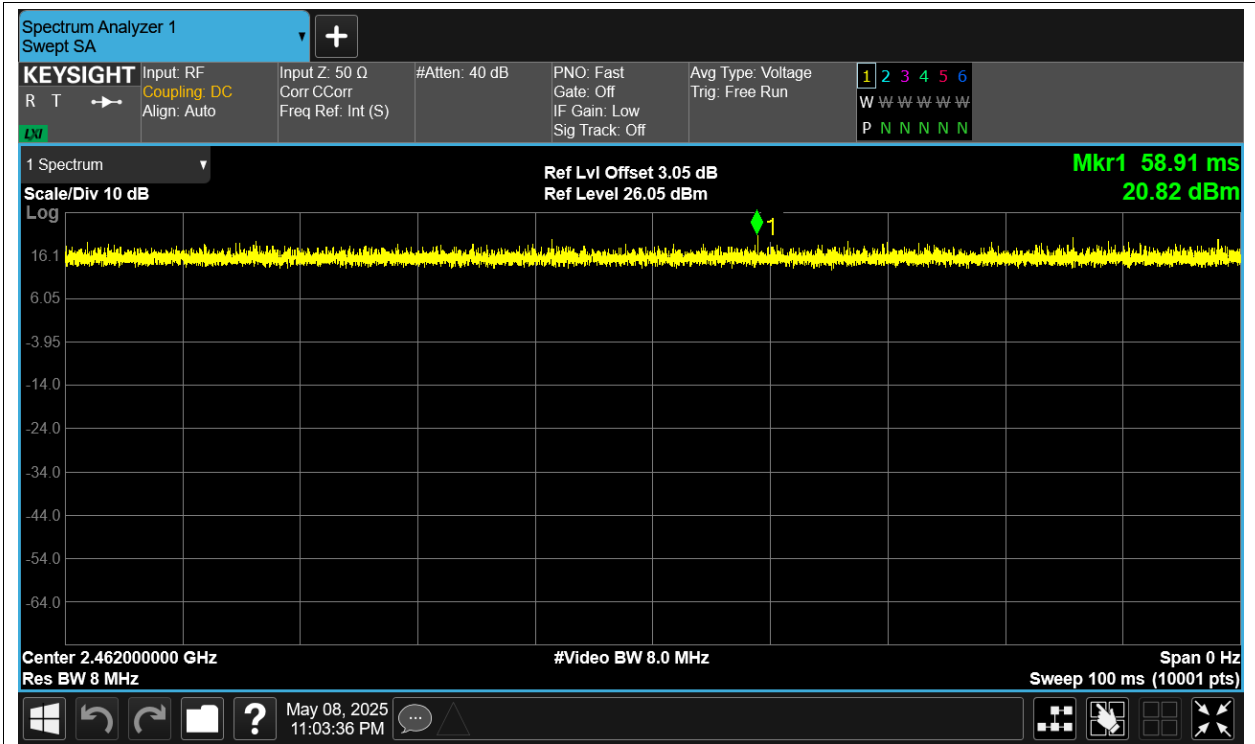 Spectrum Analyzer 1
Swept SA
KEYSIGHT
R T
LXI
Input: RF
Coupling: DC
Align: Auto
Input Z: 50 Ω
Corr CCorr
Freq Ref: Int (S)
#Atten: 40 dB
PNO: Fast
Gate: Off
IF Gain: Low
Sig Track: Off
Avg Type: Voltage
Trig: Free Run
1 2 3 4 5 6
W W W W W W
P N N N N N
1 Spectrum
Scale/Div 10 dB
Ref Lvl Offset 3.05 dB
Ref Level 26.05 dBm
Mkr1 58.91 ms
20.82 dBm
Log
1
16.1
6.05
-3.95
-14.0
-24.0
-34.0
-44.0
-54.0
-64.0
Center 2.462000000 GHz
#Video BW 8.0 MHz
Span 0 Hz
Res BW 8 MHz
Sweep 100 ms (10001 pts)
?
May 08, 2025
11:03:36 PM